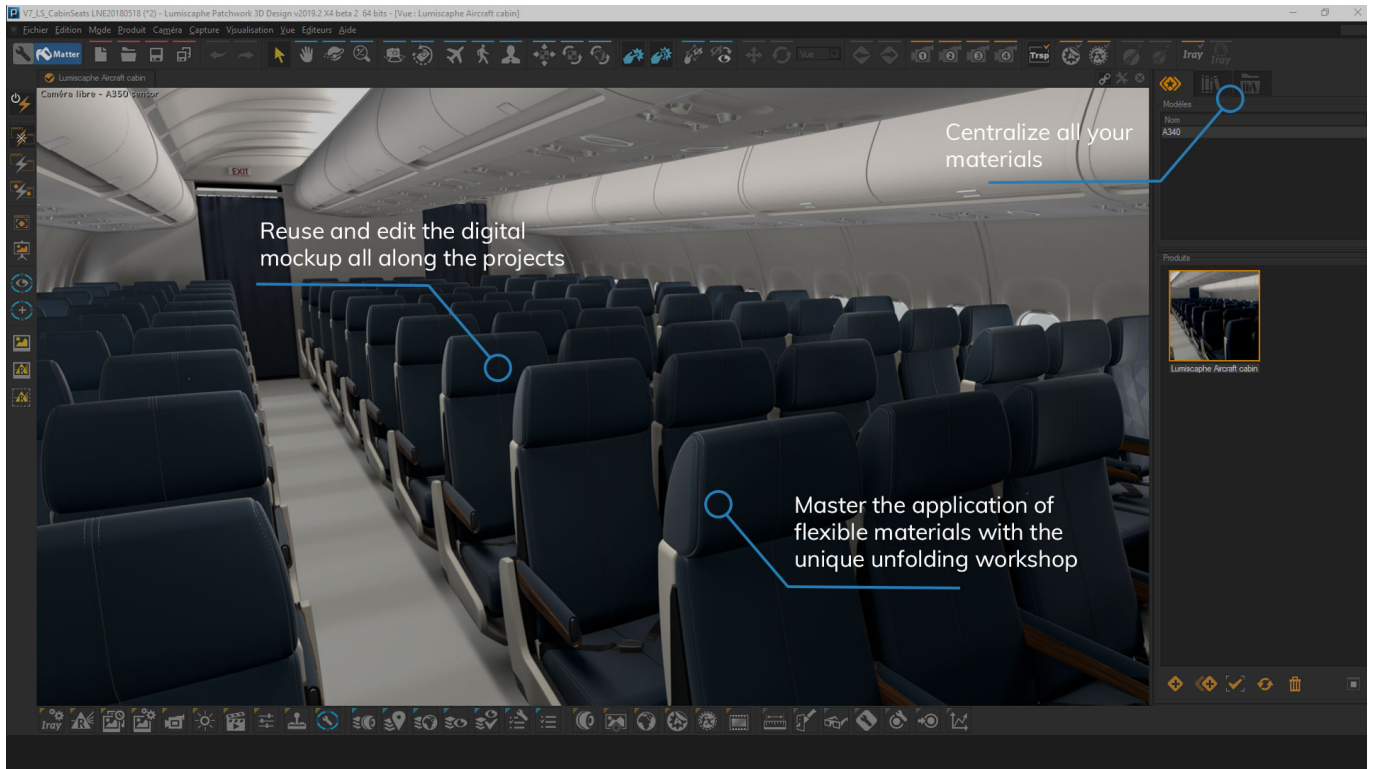 V7_LS_CabinSeats LNE20180518 (*2) - Lumiscaphe Patchwork 3D Design v2019.2 X4 beta 2 64 bits - [Vue : Lumiscaphe Aircraft cabin]
Fichier Edition Mode Produit Caméra Capture Visualisation Vue Editeurs Aide
Matter
Vue
Trsp
Iray
Iray
Lumiscaphe Aircraft cabin
Caméra libre - A350 sensor
Modèles
Nom
A340
Centralize all your
materials
EXIT
Reuse and edit the digital
mockup all along the projects
Produits
Lumiscaphe Aircraft cabin
Master the application of
flexible materials with the
unique unfolding workshop
Iray